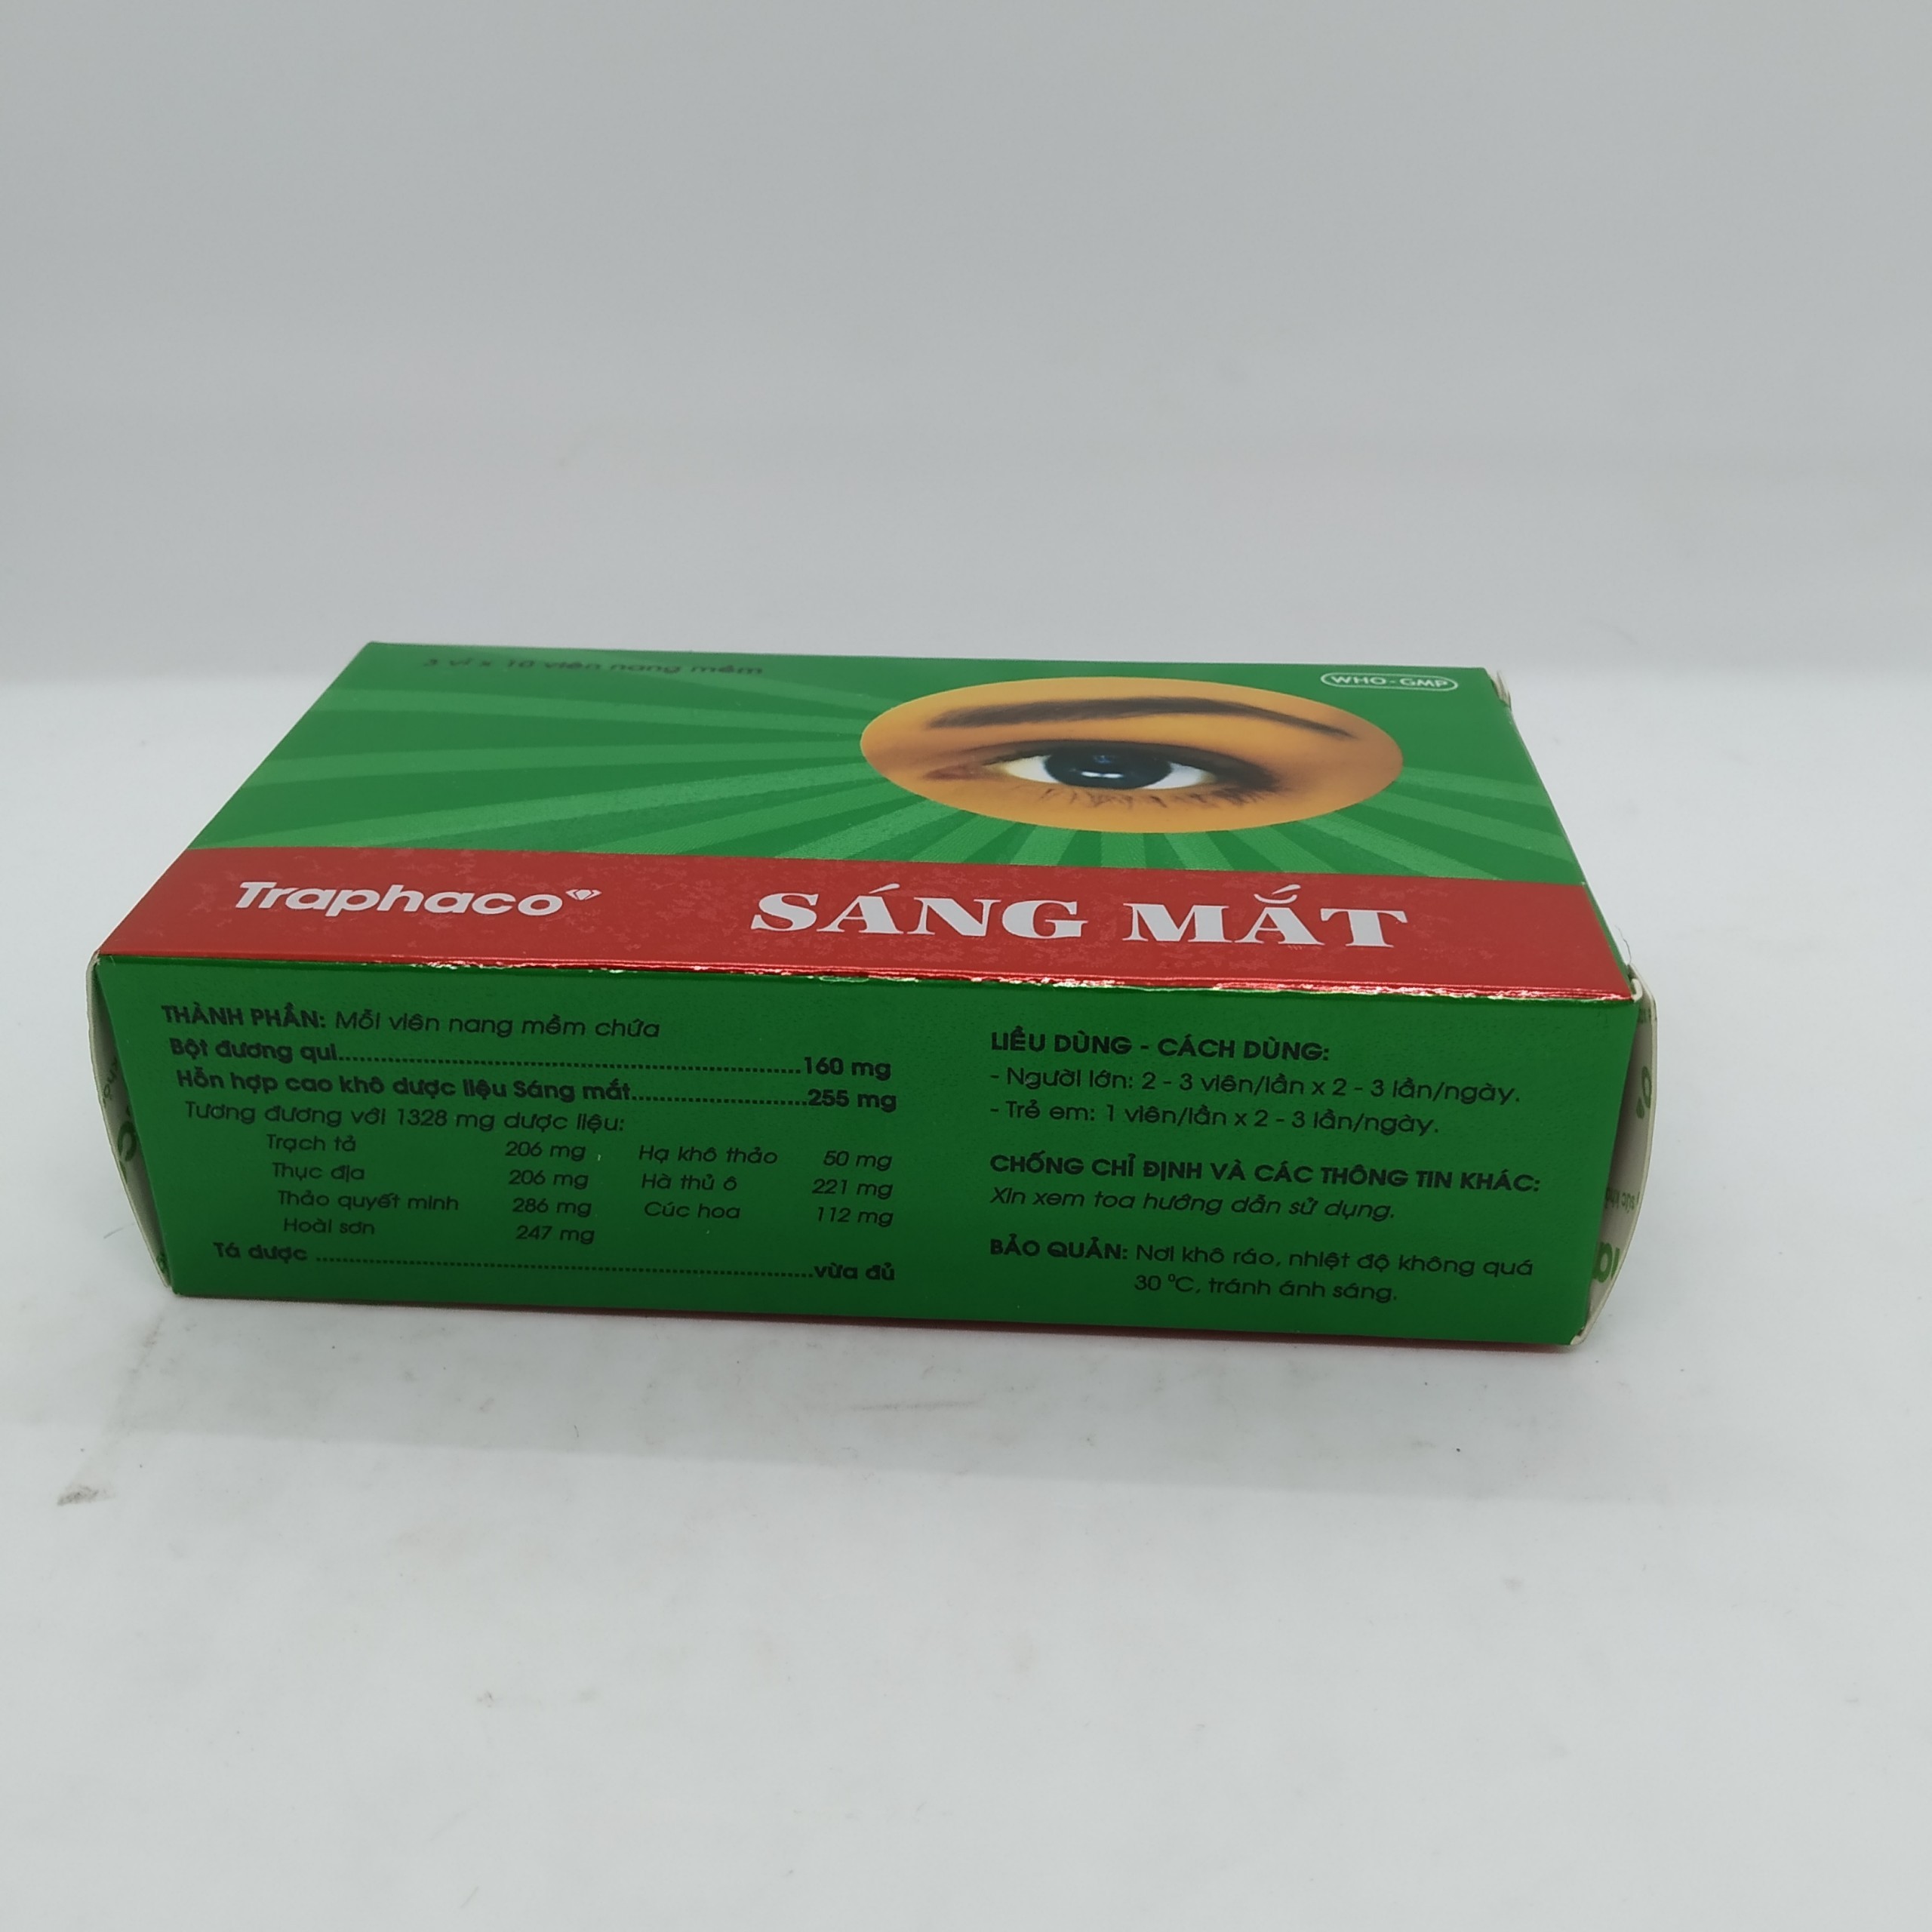 3 vỉ x 10 viên nang mềm
WHO-GMP
Traphaco
SÁNG MẮT
THÀNH PHẦN: Mỗi viên nang mềm chứa
Bột đương qui....................160 mg
Hỗn hợp cao khô dược liệu Sáng mắt....................255 mg
Tương đương với 1328 mg dược liệu:
Trạch tả 206 mg Hạ khô thảo 50 mg
Thục địa 206 mg Hà thủ ô 221 mg
Thảo quyết minh 286 mg Cúc hoa 112 mg
Hoài sơn 247 mg
Tá dược ....................vừa đủ
LIỀU DÙNG - CÁCH DÙNG:
- Người lớn: 2 - 3 viên/lần x 2 - 3 lần/ngày.
- Trẻ em: 1 viên/lần x 2 - 3 lần/ngày.
CHỐNG CHỈ ĐỊNH VÀ CÁC THÔNG TIN KHÁC:
Xin xem toa hướng dẫn sử dụng.
BẢO QUẢN: Nơi khô ráo, nhiệt độ không quá
30 °C, tránh ánh sáng.